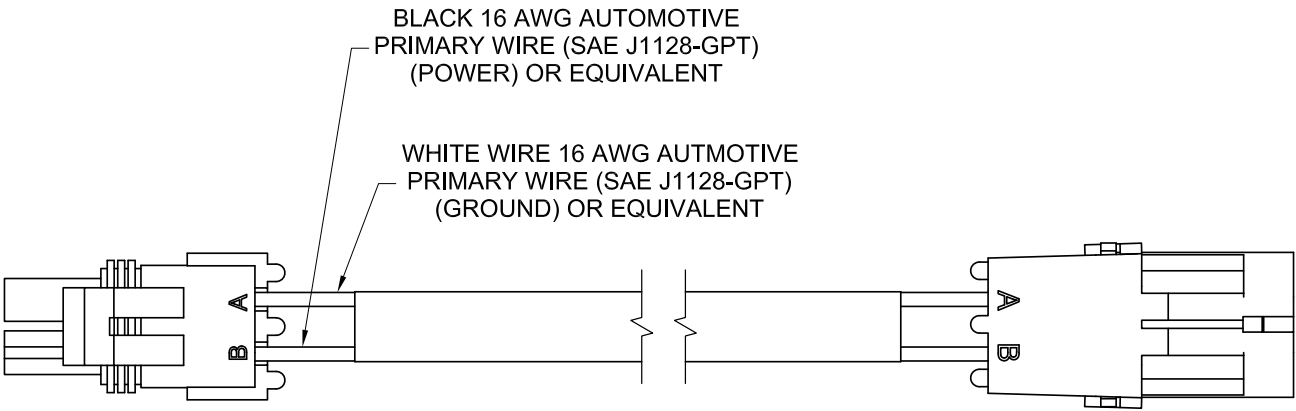 BLACK 16 AWG AUTOMOTIVE
PRIMARY WIRE (SAE J1128-GPT)
(POWER) OR EQUIVALENT
WHITE WIRE 16 AWG AUTMOTIVE
PRIMARY WIRE (SAE J1128-GPT)
(GROUND) OR EQUIVALENT
A
A
B
B